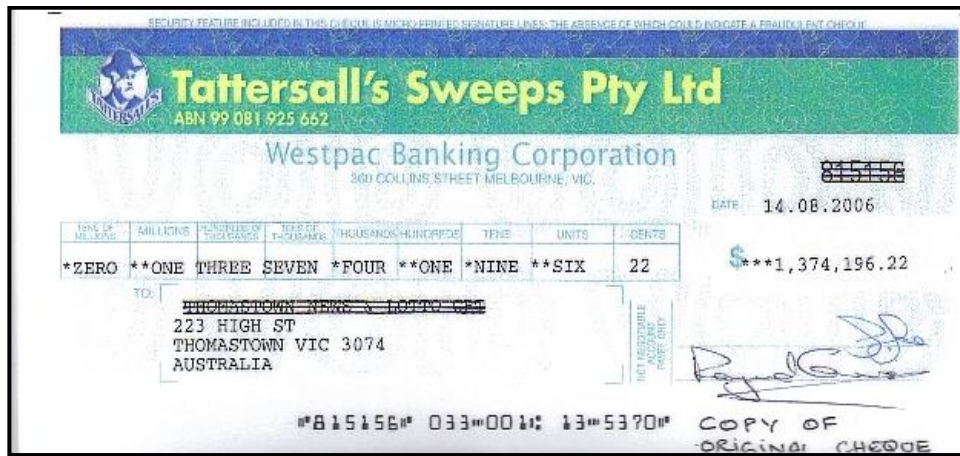 SECURITY FEATURE INCLUDED IN THIS CHEQUE IS MICRO PRINTED SIGNATURE LINES: THE ABSENCE OF WHICH COULD INDICATE A FRAUDULENT CHEQUE
Tattersall's Sweeps Pty Ltd
TATTERSALL'S
ABN 99 081 925 662
Westpac Banking Corporation
360 COLLINS STREET MELBOURNE, VIC.
815156
DATE 14.08.2006
TENS OF MILLIONS MILLIONS HUNDREDS OF THOUSANDS TENS OF THOUSANDS THOUSANDS HUNDREDS TENS UNITS CENTS
*ZERO **ONE THREE SEVEN *FOUR **ONE *NINE **SIX 22 $***1,374,196.22
TO: THOMASTOWN NEWS & LOTTO
223 HIGH ST
THOMASTOWN VIC 3074
AUSTRALIA
NOT NEGOTIABLE
ACCOUNT
PAYEE ONLY
⑈815156⑈ 033⑉001⑆ 13⑉5370⑈
COPY OF
ORIGINAL CHEQUE